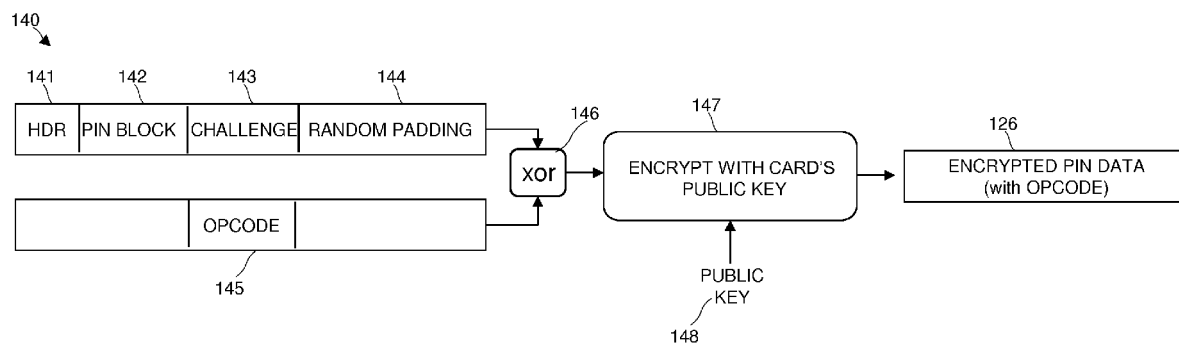 140
141 142 143 144
HDR PIN BLOCK CHALLENGE RANDOM PADDING
146
xor
147
ENCRYPT WITH CARD'S
PUBLIC KEY
126
ENCRYPTED PIN DATA
(with OPCODE)
OPCODE
145
PUBLIC
KEY
148